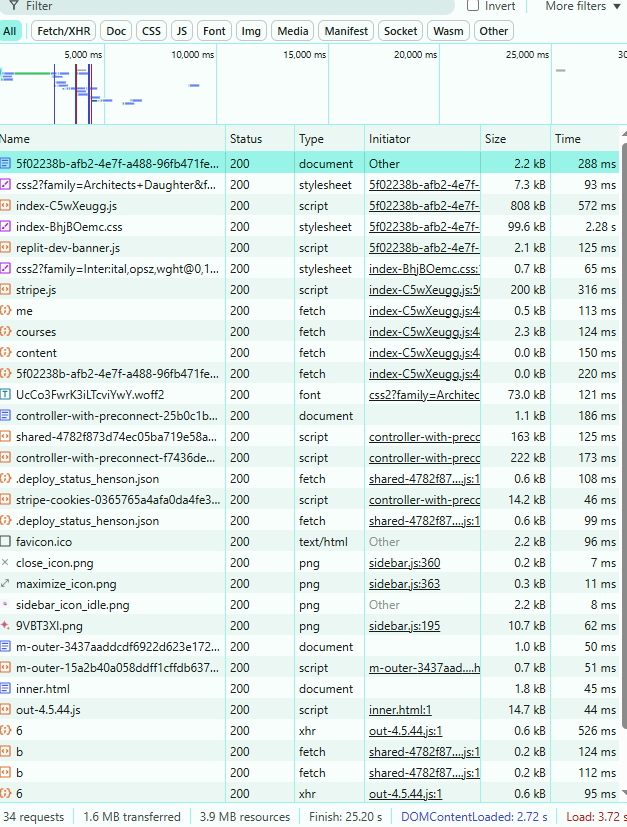 Filter Invert More filters
All Fetch/XHR Doc CSS JS Font Img Media Manifest Socket Wasm Other
5,000 ms 10,000 ms 15,000 ms 20,000 ms 25,000 ms 30
Name Status Type Initiator Size Time
5f02238b-afb2-4e7f-a488-96fb471fe... 200 document Other 2.2 kB 288 ms
css2?family=Architects+Daughter&f... 200 stylesheet 5f02238b-afb2-4e7f- 7.3 kB 93 ms
index-C5wXeugg.js 200 script 5f02238b-afb2-4e7f- 808 kB 572 ms
index-BhjBOemc.css 200 stylesheet 5f02238b-afb2-4e7f- 99.6 kB 2.28 s
replit-dev-banner.js 200 script 5f02238b-afb2-4e7f- 2.1 kB 125 ms
css2?family=Inter:ital,opsz,wght@0,1... 200 stylesheet index-BhjBOemc.css: 0.7 kB 65 ms
stripe.js 200 script index-C5wXeugg.js:5 200 kB 316 ms
me 200 fetch index-C5wXeugg.js:4 0.5 kB 113 ms
courses 200 fetch index-C5wXeugg.js:4 2.3 kB 124 ms
content 200 fetch index-C5wXeugg.js:4 0.0 kB 150 ms
5f02238b-afb2-4e7f-a488-96fb471fe... 200 fetch index-C5wXeugg.js:4 0.0 kB 220 ms
UcCo3FwrK3iLTcviYwY.woff2 200 font css2?family=Architec 73.0 kB 121 ms
controller-with-preconnect-25b0c1b... 200 document 1.1 kB 186 ms
shared-4782f873d74ec05ba719e58a... 200 script controller-with-precc 163 kB 125 ms
controller-with-preconnect-f7436de... 200 script controller-with-precc 222 kB 173 ms
.deploy_status_henson.json 200 fetch shared-4782f87....js:1 0.6 kB 108 ms
stripe-cookies-0365765a4afa0da4fe3... 200 script controller-with-precc 14.2 kB 46 ms
.deploy_status_henson.json 200 fetch shared-4782f87....js:1 0.6 kB 99 ms
favicon.ico 200 text/html Other 2.2 kB 96 ms
close_icon.png 200 png sidebar.js:360 0.2 kB 7 ms
maximize_icon.png 200 png sidebar.js:363 0.3 kB 11 ms
sidebar_icon_idle.png 200 png Other 2.2 kB 8 ms
9VBT3XI.png 200 png sidebar.js:195 10.7 kB 62 ms
m-outer-3437aaddcdf6922d623e172... 200 document 1.0 kB 50 ms
m-outer-15a2b40a058ddff1cffdb637... 200 script m-outer-3437aad....h 0.7 kB 51 ms
inner.html 200 document 1.8 kB 45 ms
out-4.5.44.js 200 script inner.html:1 14.7 kB 44 ms
6 200 xhr out-4.5.44.js:1 0.6 kB 526 ms
b 200 fetch shared-4782f87....js:1 0.2 kB 124 ms
b 200 fetch shared-4782f87....js:1 0.2 kB 112 ms
6 200 xhr out-4.5.44.js:1 0.6 kB 95 ms
34 requests 1.6 MB transferred 3.9 MB resources Finish: 25.20 s DOMContentLoaded: 2.72 s Load: 3.72 s